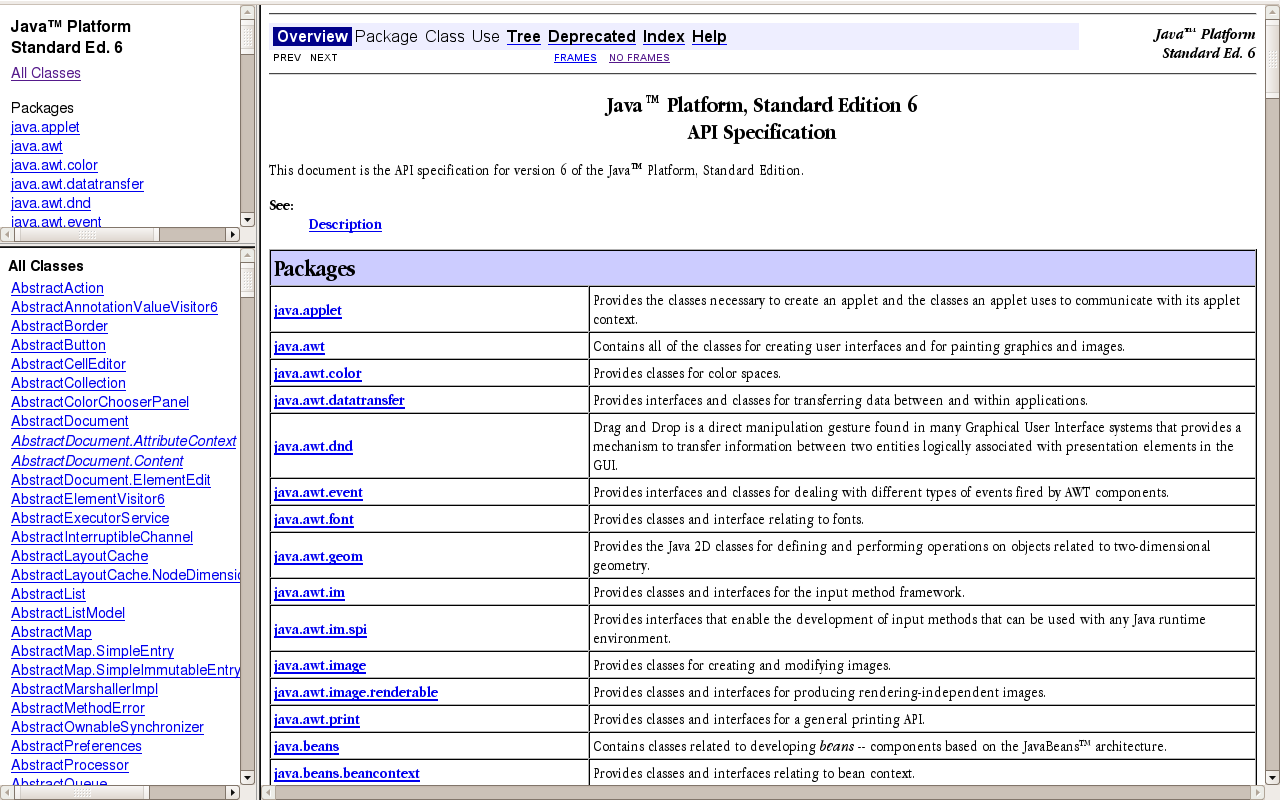 Java™ Platform
Standard Ed. 6
All Classes
Packages
java.applet
java.awt
java.awt.color
java.awt.datatransfer
java.awt.dnd
java.awt.event
All Classes
AbstractAction
AbstractAnnotationValueVisitor6
AbstractBorder
AbstractButton
AbstractCellEditor
AbstractCollection
AbstractColorChooserPanel
AbstractDocument
AbstractDocument.AttributeContext
AbstractDocument.Content
AbstractDocument.ElementEdit
AbstractElementVisitor6
AbstractExecutorService
AbstractInterruptibleChannel
AbstractLayoutCache
AbstractLayoutCache.NodeDimensio
AbstractList
AbstractListModel
AbstractMap
AbstractMap.SimpleEntry
AbstractMap.SimpleImmutableEntry
AbstractMarshallerImpl
AbstractMethodError
AbstractOwnableSynchronizer
AbstractPreferences
AbstractProcessor
AbstractQueue
Overview Package Class Use Tree Deprecated Index Help
PREV NEXT FRAMES NO FRAMES
Java™ Platform
Standard Ed. 6
Java™ Platform, Standard Edition 6
API Specification
This document is the API specification for version 6 of the Java™ Platform, Standard Edition.
See:
Description
Packages
java.applet Provides the classes necessary to create an applet and the classes an applet uses to communicate with its applet
context.
java.awt Contains all of the classes for creating user interfaces and for painting graphics and images.
java.awt.color Provides classes for color spaces.
java.awt.datatransfer Provides interfaces and classes for transferring data between and within applications.
java.awt.dnd Drag and Drop is a direct manipulation gesture found in many Graphical User Interface systems that provides a
mechanism to transfer information between two entities logically associated with presentation elements in the
GUI.
java.awt.event Provides interfaces and classes for dealing with different types of events fired by AWT components.
java.awt.font Provides classes and interface relating to fonts.
java.awt.geom Provides the Java 2D classes for defining and performing operations on objects related to two-dimensional
geometry.
java.awt.im Provides classes and interfaces for the input method framework.
java.awt.im.spi Provides interfaces that enable the development of input methods that can be used with any Java runtime
environment.
java.awt.image Provides classes for creating and modifying images.
java.awt.image.renderable Provides classes and interfaces for producing rendering-independent images.
java.awt.print Provides classes and interfaces for a general printing API.
java.beans Contains classes related to developing beans -- components based on the JavaBeans™ architecture.
java.beans.beancontext Provides classes and interfaces relating to bean context.